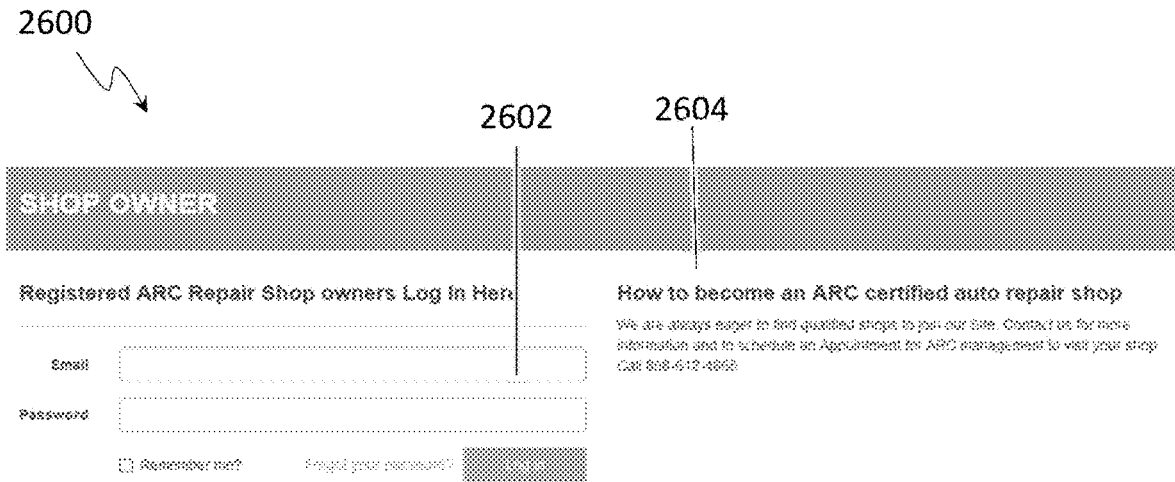 2600
2602
2604
SHOP OWNER
Registered ARC Repair Shop owners Log In Her
Email
Password
Remember me?
Forgot your password?
How to become an ARC certified auto repair shop
We are always eager to find qualified shops to join our Site. Contact us for more
information and to schedule an Appointment for ARC management to visit your shop
Call